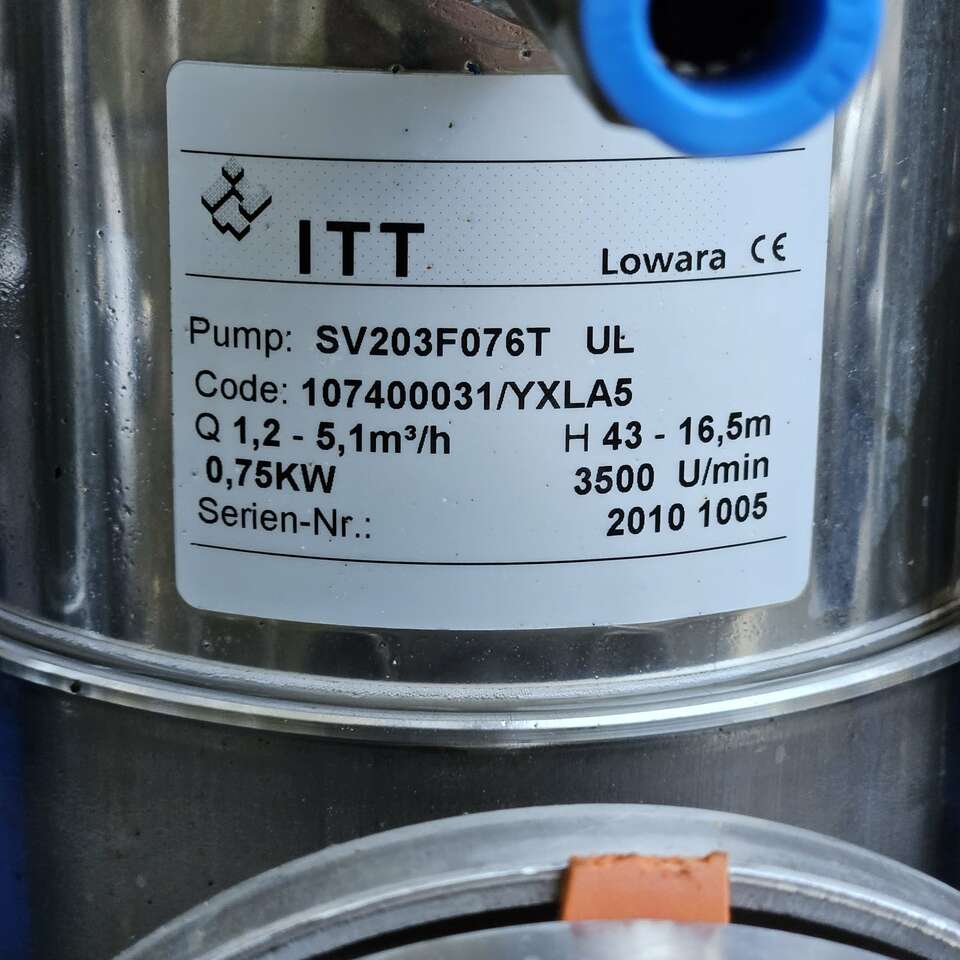 ITT Lowara CE
Pump: SV203F076T UL
Code: 107400031/YXLA5
Q 1,2 - 5,1m³/h H 43 - 16,5m
0,75KW 3500 U/min
Serien-Nr.: 2010 1005